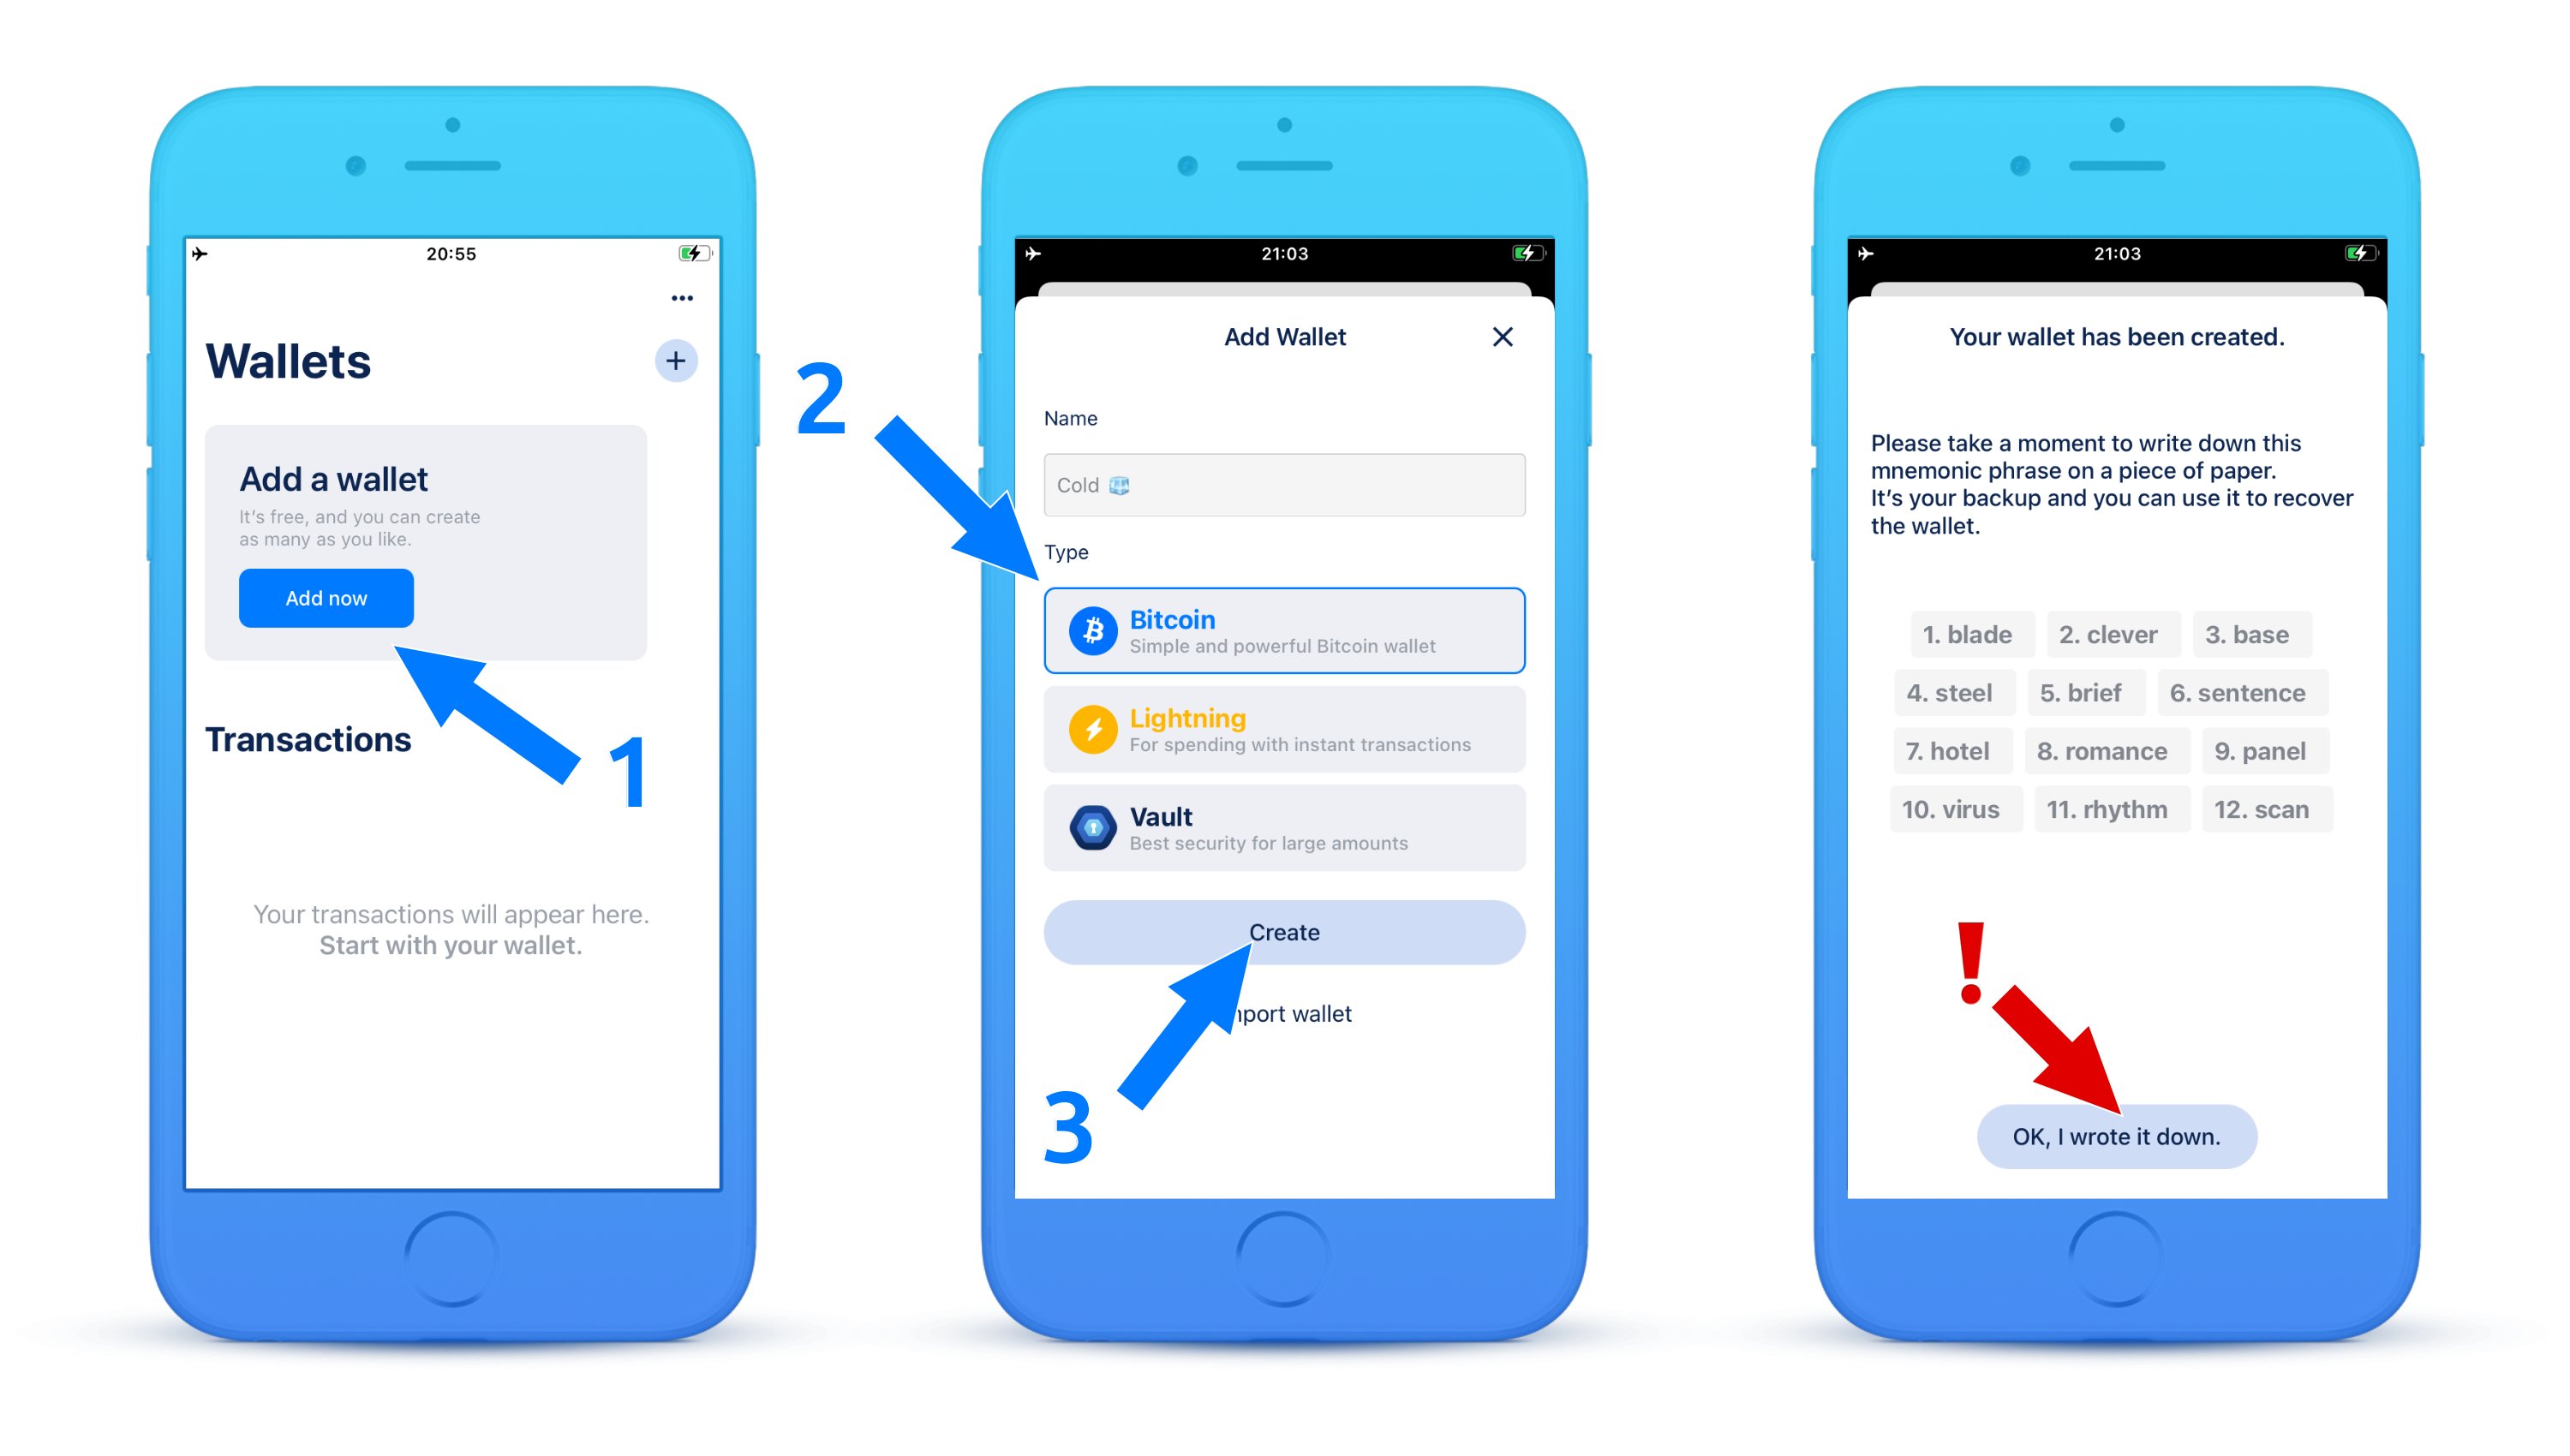 20:55
Wallets
Add a wallet
It's free, and you can create
as many as you like.
Add now
1
Transactions
Your transactions will appear here.
Start with your wallet.
2
21:03
Add Wallet
Name
Cold
Type
Bitcoin
Simple and powerful Bitcoin wallet
Lightning
For spending with instant transactions
Vault
Best security for large amounts
Create
wallet
3
21:03
Your wallet has been created.
Please take a moment to write down this
mnemonic phrase on a piece of paper.
It's your backup and you can use it to recover
the wallet.
1. blade 2. clever 3. base
4. steel 5. brief 6. sentence
7. hotel 8. romance 9. panel
10. virus 11. rhythm 12. scan
!
OK, I wrote it down.